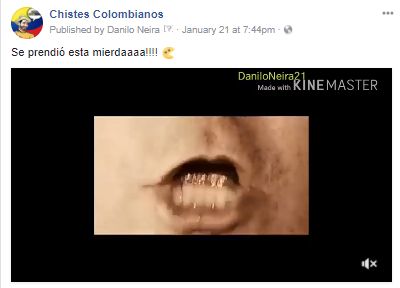 Chistes Colombianos
Published by Danilo Neira [?] · January 21 at 7:44pm ·
Se prendió esta mierdaaaa!!!!
DaniloNeira21
Made with KINEMASTER